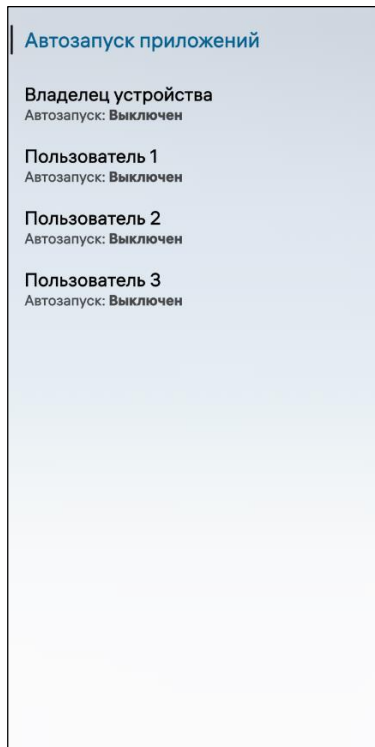 Автозапуск приложений
Владелец устройства
Автозапуск: Выключен
Пользователь 1
Автозапуск: Выключен
Пользователь 2
Автозапуск: Выключен
Пользователь 3
Автозапуск: Выключен